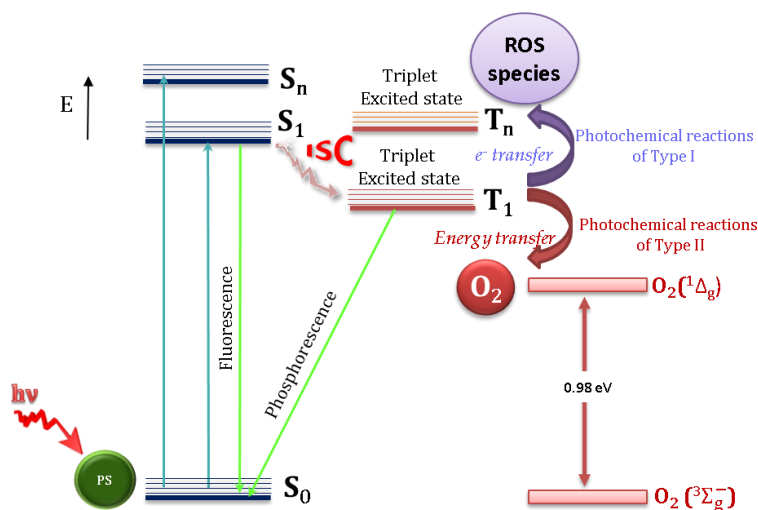 ROS
species
E
Sn
S1
ISC
Triplet
Excited state
Tn
e- transfer
Photochemical reactions
of Type I
Triplet
Excited state
T1
Energy transfer
Photochemical reactions
of Type II
O2
O2(¹Δg)
Fluorescence
Phosphorescence
0.98 eV
hν
PS
S0
O2(³Σg⁻)